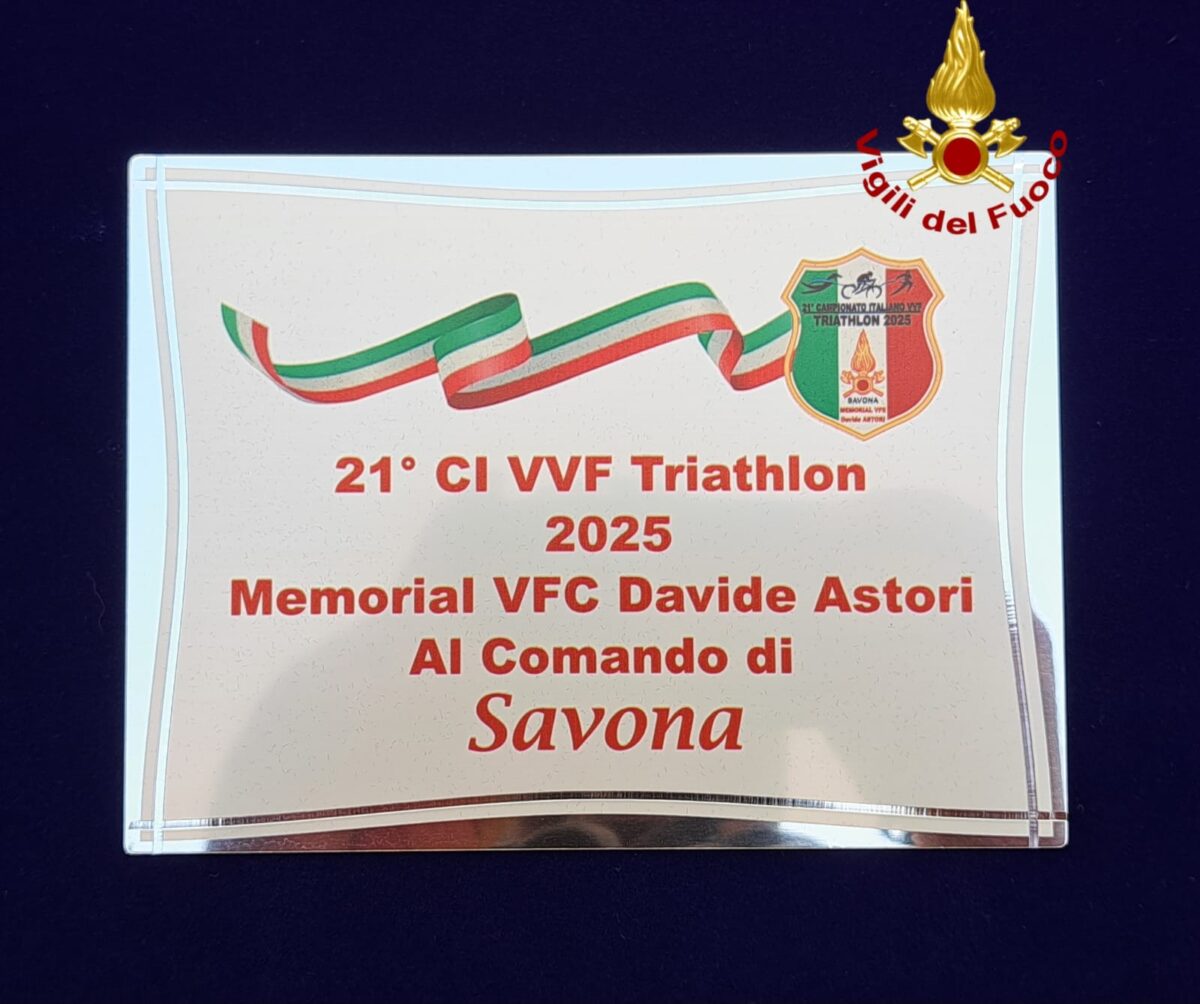 Vigili del Fuoco
21° CAMPIONATO ITALIANO VVF
TRIATHLON 2025
SAVONA
MEMORIAL VFC
Davide ASTORI
21° CI VVF Triathlon
2025
Memorial VFC Davide Astori
Al Comando di
Savona